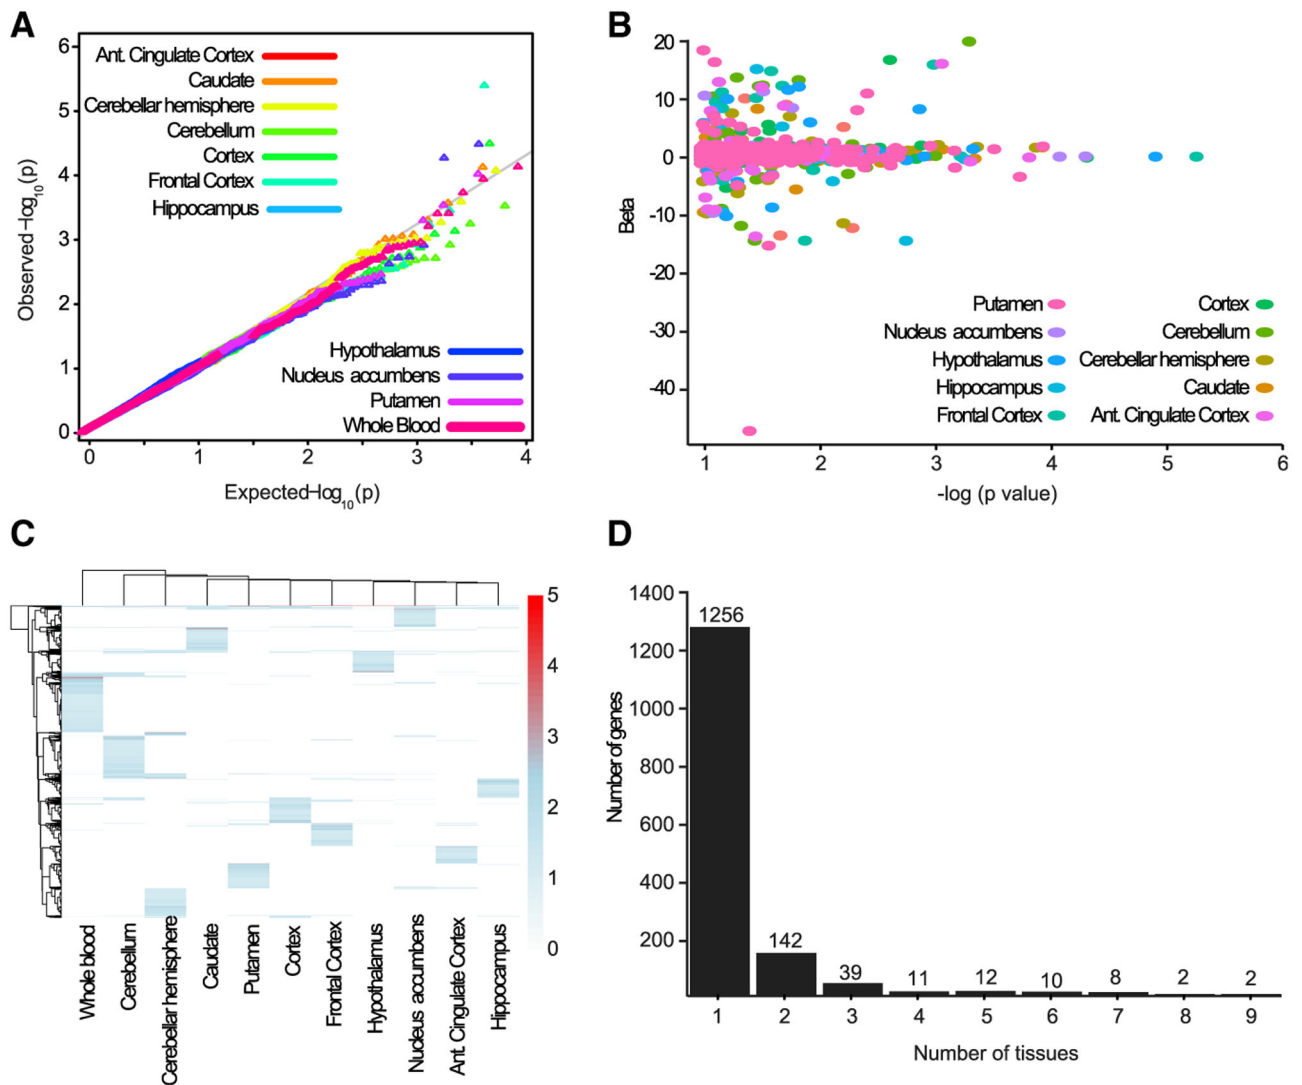 A
6
5
4
3
2
1
0
Observed–log10(p)
Ant. Cingulate Cortex
Caudate
Cerebellar hemisphere
Cerebellum
Cortex
Frontal Cortex
Hippocampus
Hypothalamus
Nucleus accumbens
Putamen
Whole Blood
0 1 2 3 4
Expected–log10(p)
B
20
10
0
-10
-20
-30
-40
Beta
Putamen
Nucleus accumbens
Hypothalamus
Hippocampus
Frontal Cortex
Cortex
Cerebellum
Cerebellar hemisphere
Caudate
Ant. Cingulate Cortex
1 2 3 4 5 6
-log (p value)
C
5
4
3
2
1
0
Whole blood
Cerebellum
Cerebellar hemisphere
Caudate
Putamen
Cortex
Frontal Cortex
Hypothalamus
Nucleus accumbens
Ant. Cingulate Cortex
Hippocampus
D
1400
1200
1000
800
600
400
200
Number of genes
1256
142
39
11
12
10
8
2
2
1 2 3 4 5 6 7 8 9
Number of tissues